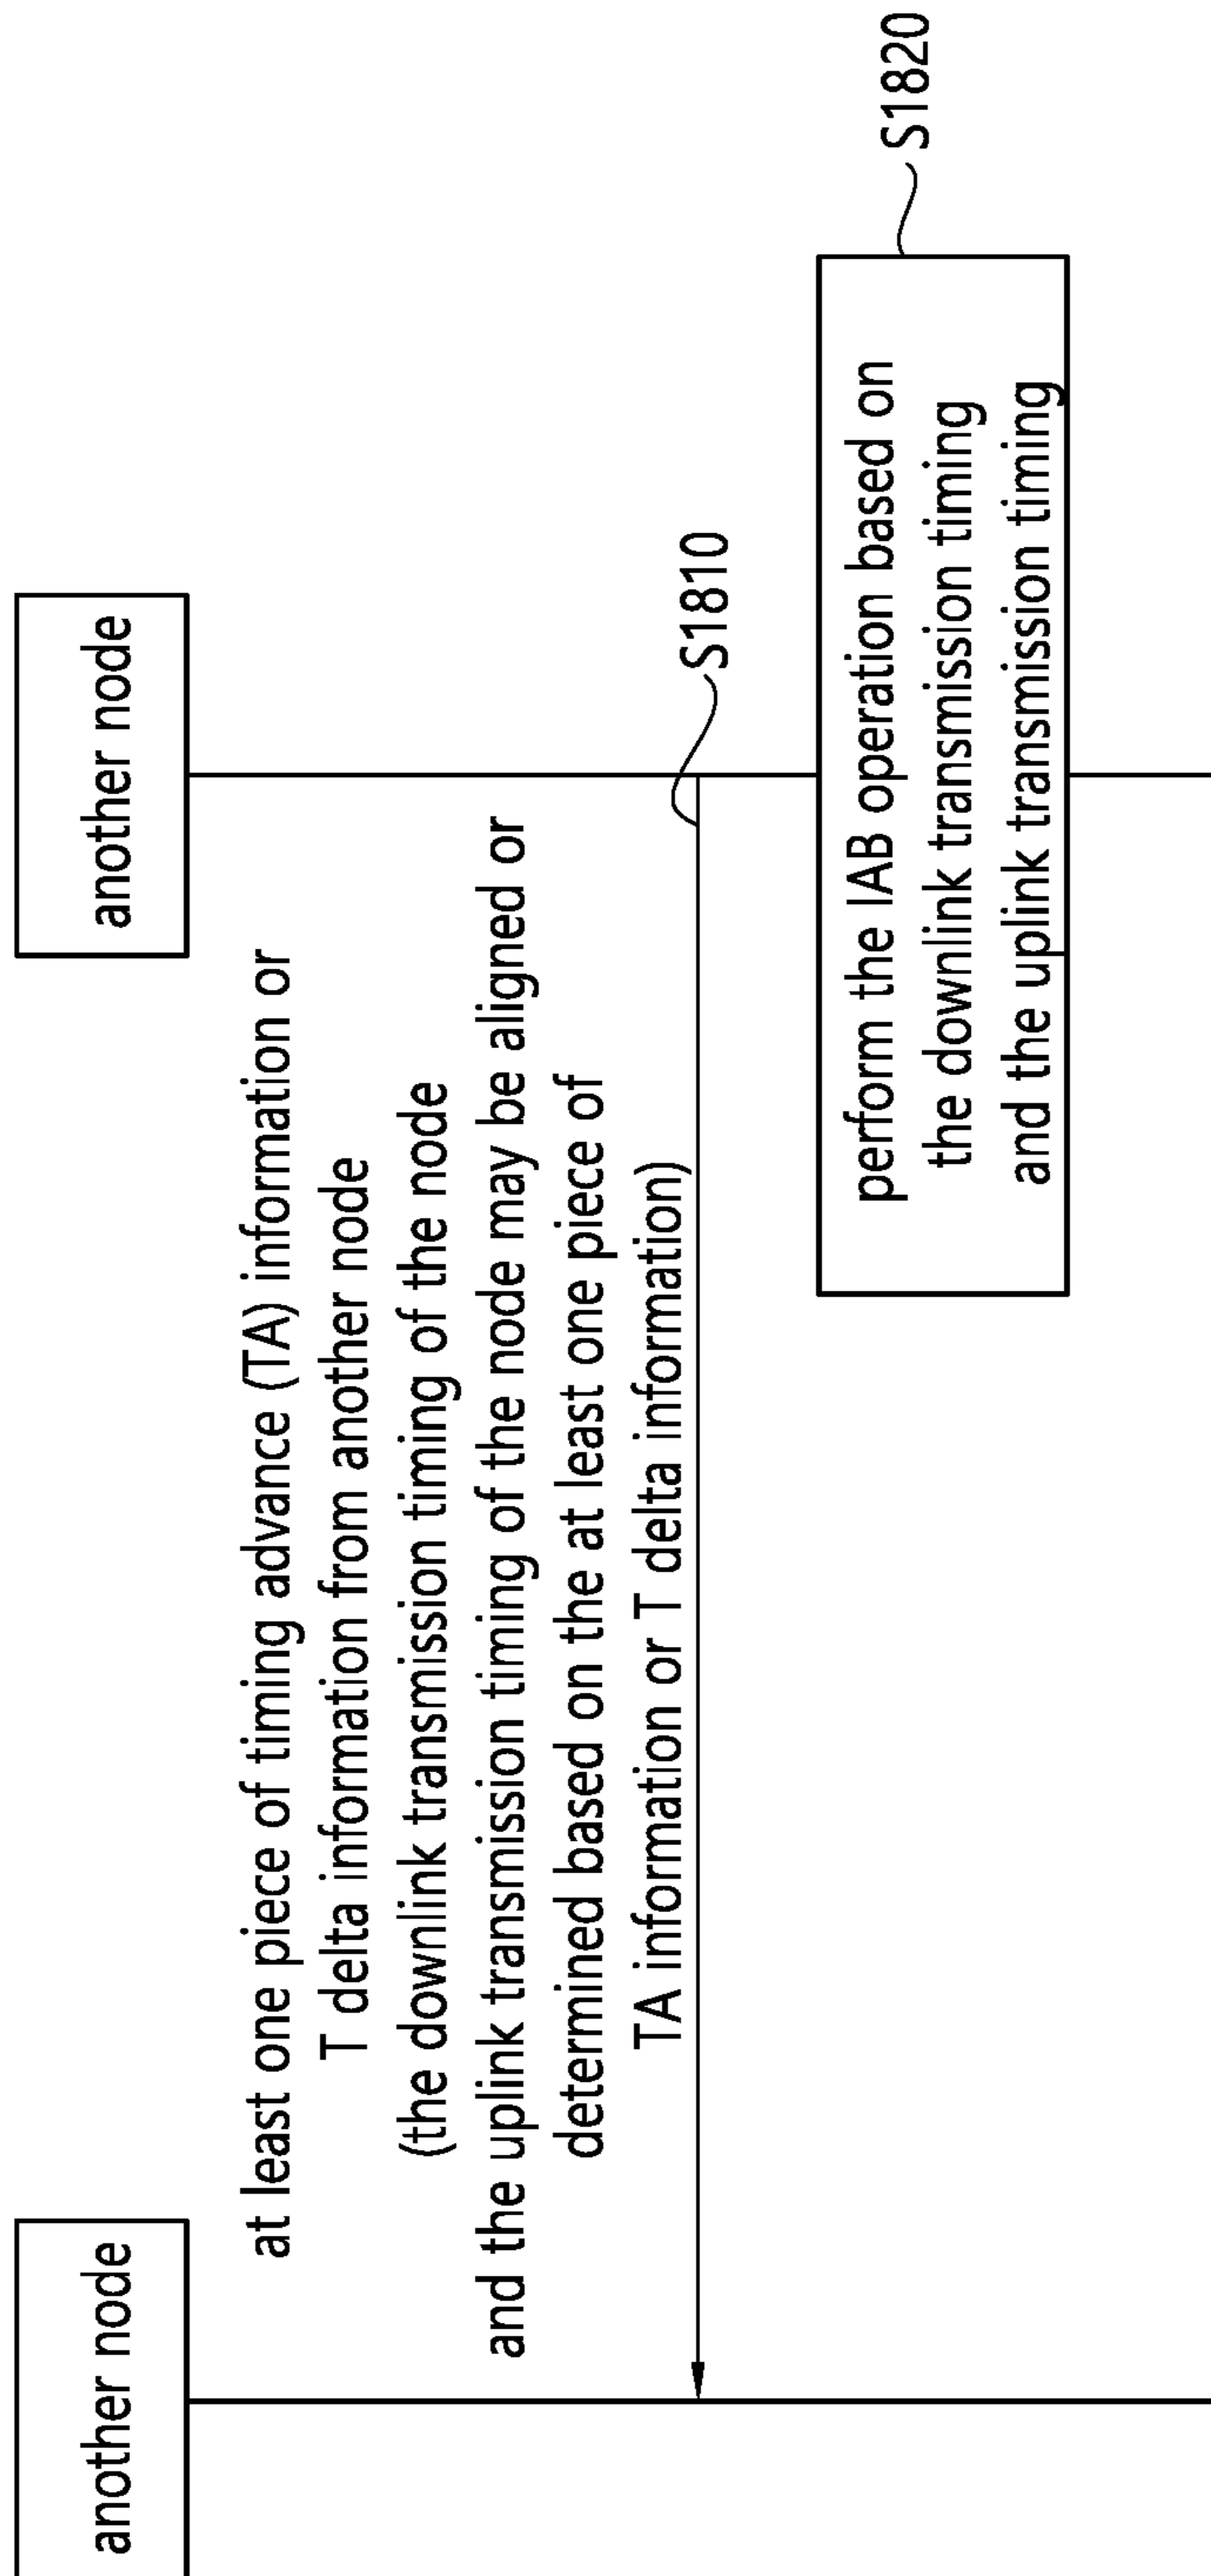 another node
another node
at least one piece of timing advance (TA) information or
T delta information from another node
(the downlink transmission timing of the node
and the uplink transmission timing of the node may be aligned or
determined based on the at least one piece of
TA information or T delta information)
S1810
perform the IAB operation based on
the downlink transmission timing
and the uplink transmission timing
S1820